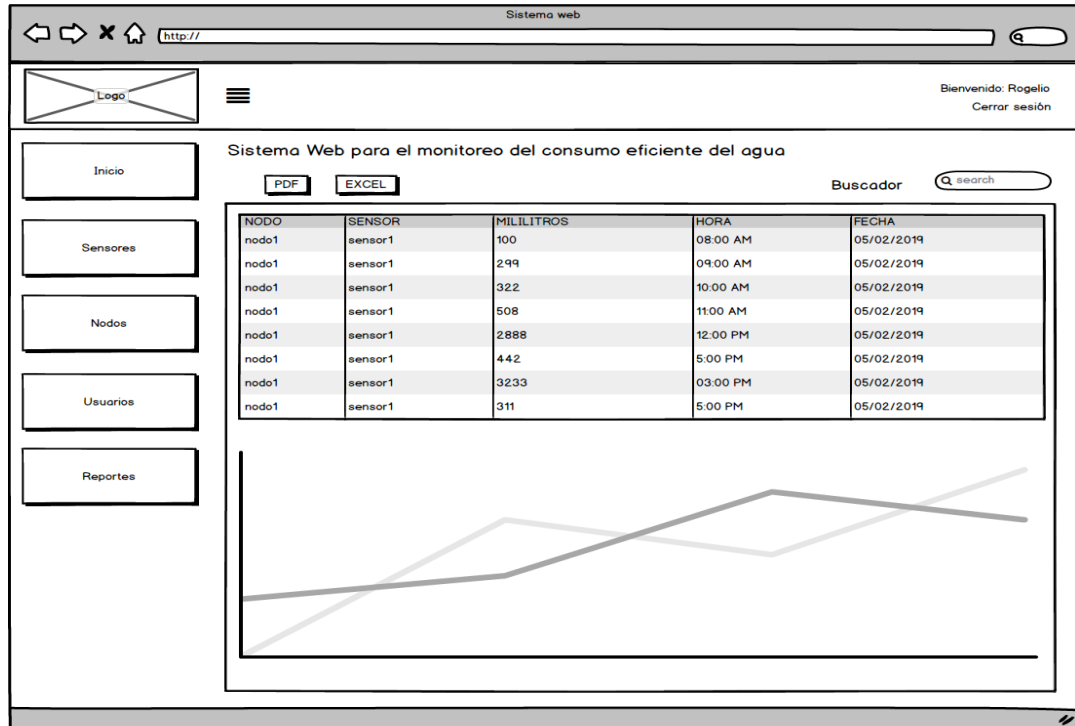 Sistema web
http://
Logo
Bienvenido: Rogelio
Cerrar sesión
Inicio
Sensores
Nodos
Usuarios
Reportes
Sistema Web para el monitoreo del consumo eficiente del agua
PDF EXCEL Buscador search
NODO SENSOR MILILITROS HORA FECHA
nodo1 sensor1 100 08:00 AM 05/02/2019
nodo1 sensor1 299 09:00 AM 05/02/2019
nodo1 sensor1 322 10:00 AM 05/02/2019
nodo1 sensor1 508 11:00 AM 05/02/2019
nodo1 sensor1 2888 12:00 PM 05/02/2019
nodo1 sensor1 442 5:00 PM 05/02/2019
nodo1 sensor1 3233 03:00 PM 05/02/2019
nodo1 sensor1 311 5:00 PM 05/02/2019